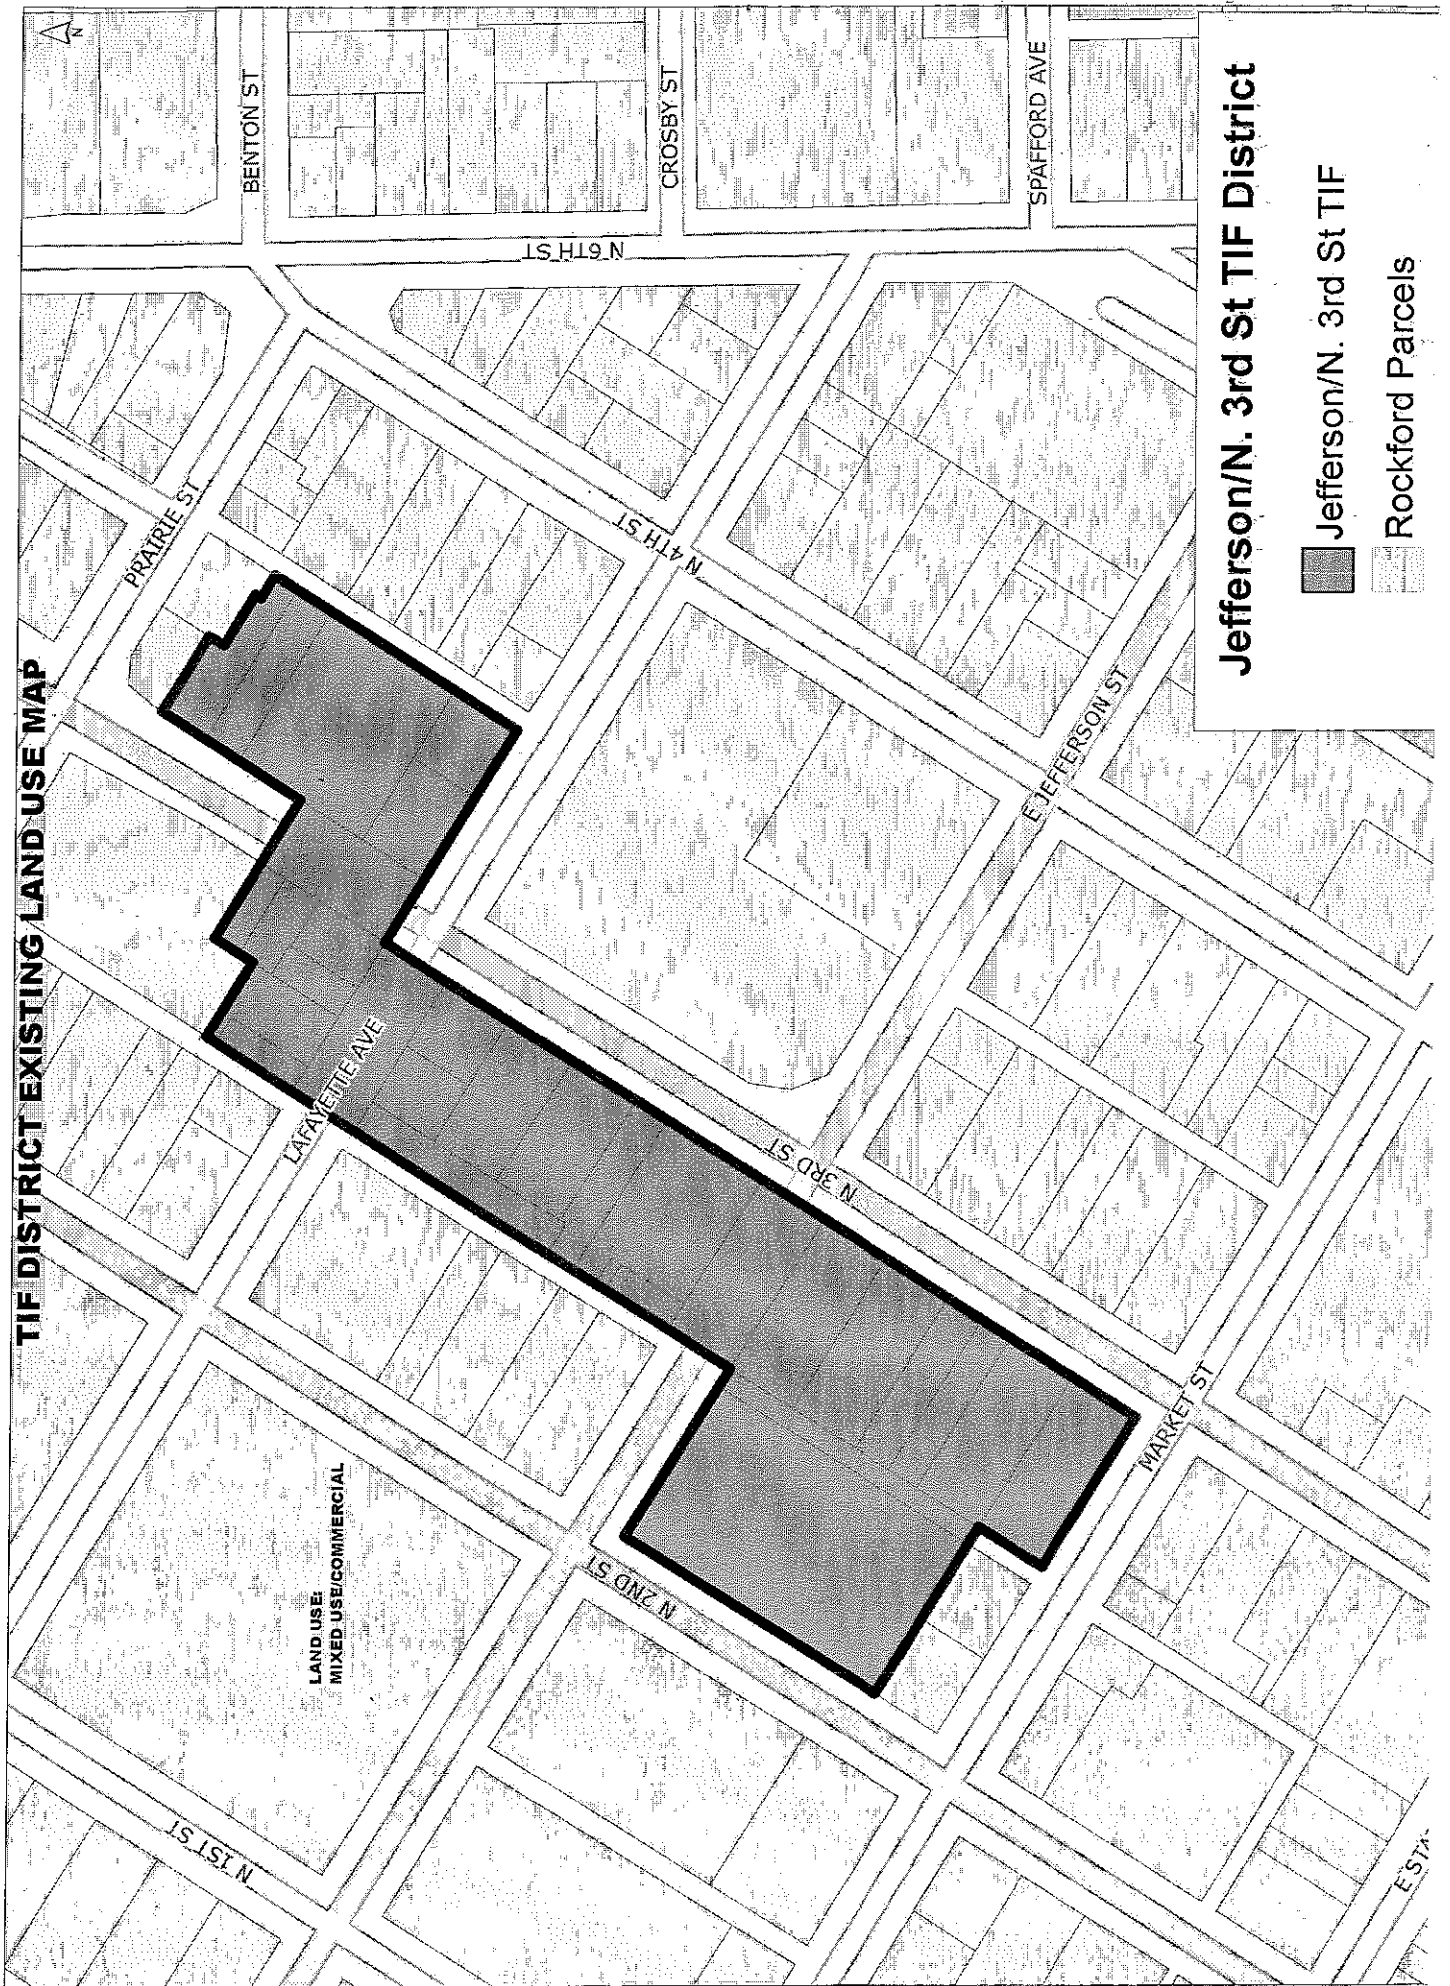 TIF DISTRICT EXISTING LAND USE MAP
N
BENTON ST
CROSBY ST
SPAFFORD AVE
N 6TH ST
PRAIRIE ST
N 4TH ST
E JEFFERSON ST
LAFAYETTE AVE
N 3RD ST
MARKET ST
N 2ND ST
N 1ST ST
LAND USE:
MIXED USE/COMMERCIAL
Jefferson/N. 3rd St TIF District
Jefferson/N. 3rd St TIF
Rockford Parcels